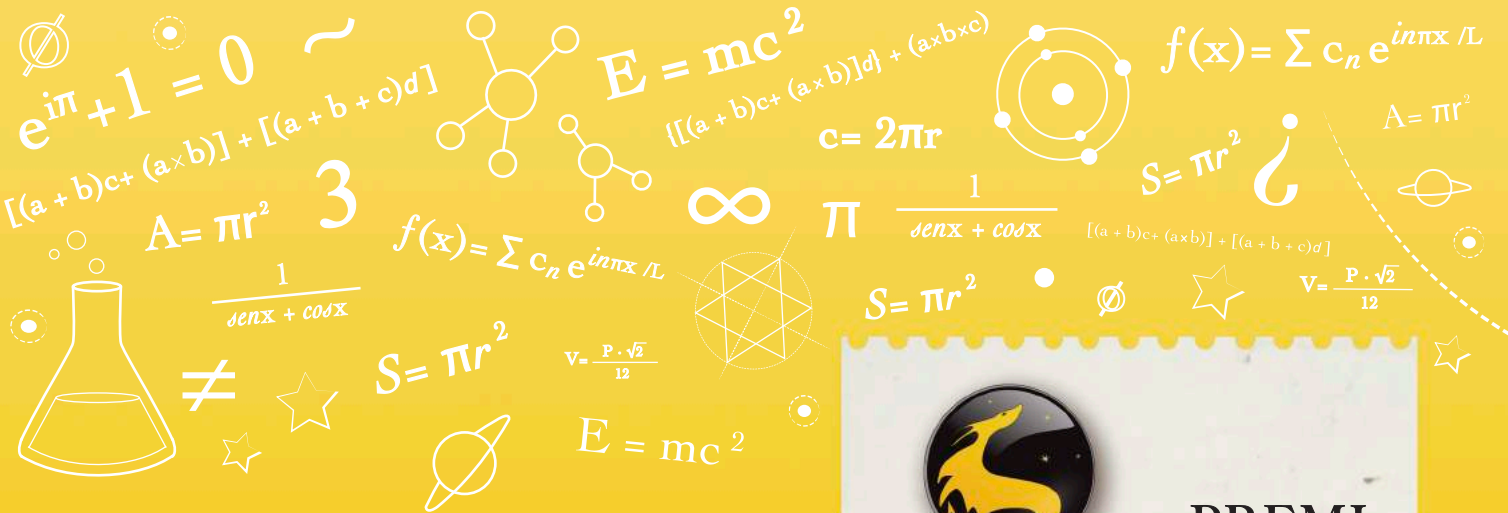 e^iπ+1 = 0
~
[(a + b)c+ (a×b)] + [(a + b + c)d]
E = mc²
{[(a + b)c+ (a×b)]d} + (a×b×c)
f(x)= ∑ cₙ e^inπx /L
c= 2πr
A= πr²
S= πr²
¿
A= πr²
3
∞
π
1
senx + cosx
f(x)= ∑ cₙ e^inπx /L
[(a + b)c+ (a×b)] + [(a + b + c)d]
1
senx + cosx
S= πr²
V= P · √2
12
≠
S= πr²
V= P · √2
12
E = mc²